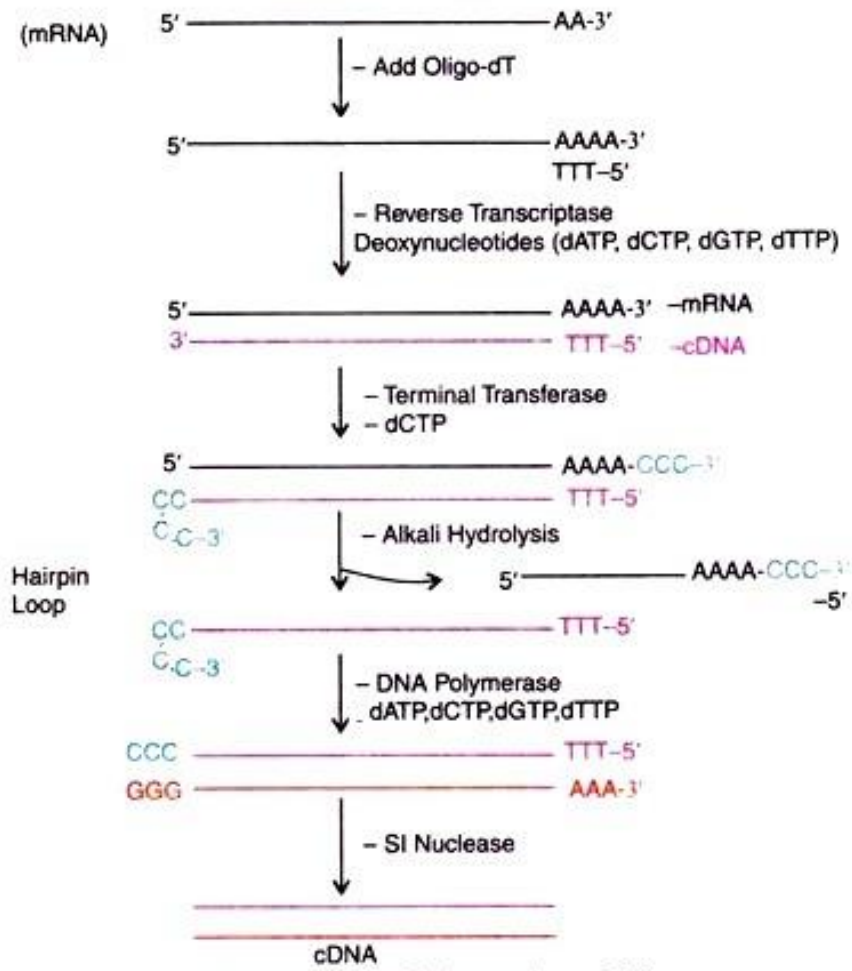 (mRNA) 5' AA-3'
– Add Oligo-dT
5' AAAA-3'
TTT–5'
– Reverse Transcriptase
Deoxynucleotides (dATP, dCTP, dGTP, dTTP)
5' AAAA-3' –mRNA
3' TTT–5' –cDNA
– Terminal Transferase
– dCTP
5' AAAA-CCC–3'
CC TTT–5'
C C–3'
– Alkali Hydrolysis
5' AAAA-CCC–3'
–5'
Hairpin
Loop
CC TTT–5'
C C–3
– DNA Polymerase
dATP,dCTP,dGTP,dTTP
CCC TTT–5'
GGG AAA-3'
– SI Nuclease
cDNA